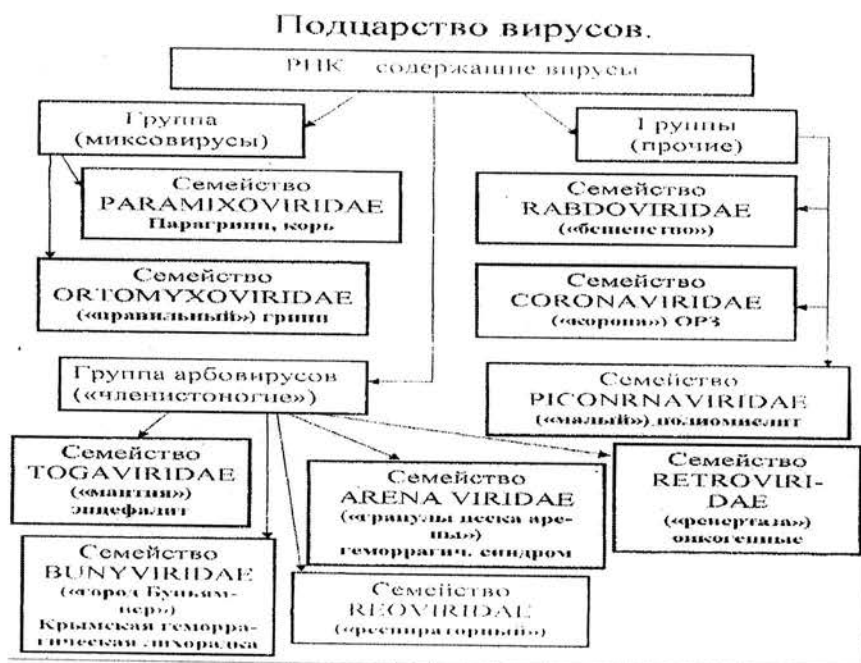 Подцарство вирусов.
РНК содержащие вирусы
Группа
(миксовирусы)
Группы
(прочие)
Семейство
PARAMIXOVIRIDAE
Парагрипп, корь
Семейство
RABDOVIRIDAE
(«бешенство»)
Семейство
ORTOMYXOVIRIDAE
(«правильный») грипп
Семейство
CORONAVIRIDAE
(«корона») ОРЗ
Группа арбовирусов
(«членистоногие»)
Семейство
PICONRNAVIRIDAE
(«малый») полиомиелит
Семейство
TOGAVIRIDAE
(«мантия»)
энцефалит
Семейство
ARENA VIRIDAE
(«гранулы песка аре-
ны»)
геморрагич. синдром
Семейство
RETROVIRI-
DAE
(«ревертаза»)
онкогенные
Семейство
BUNYVIRIDAE
(«город Буньям-
вер»)
Крымская геморра-
гическая лихорадка
Семейство
REOVIRIDAE
(«респираторный»)